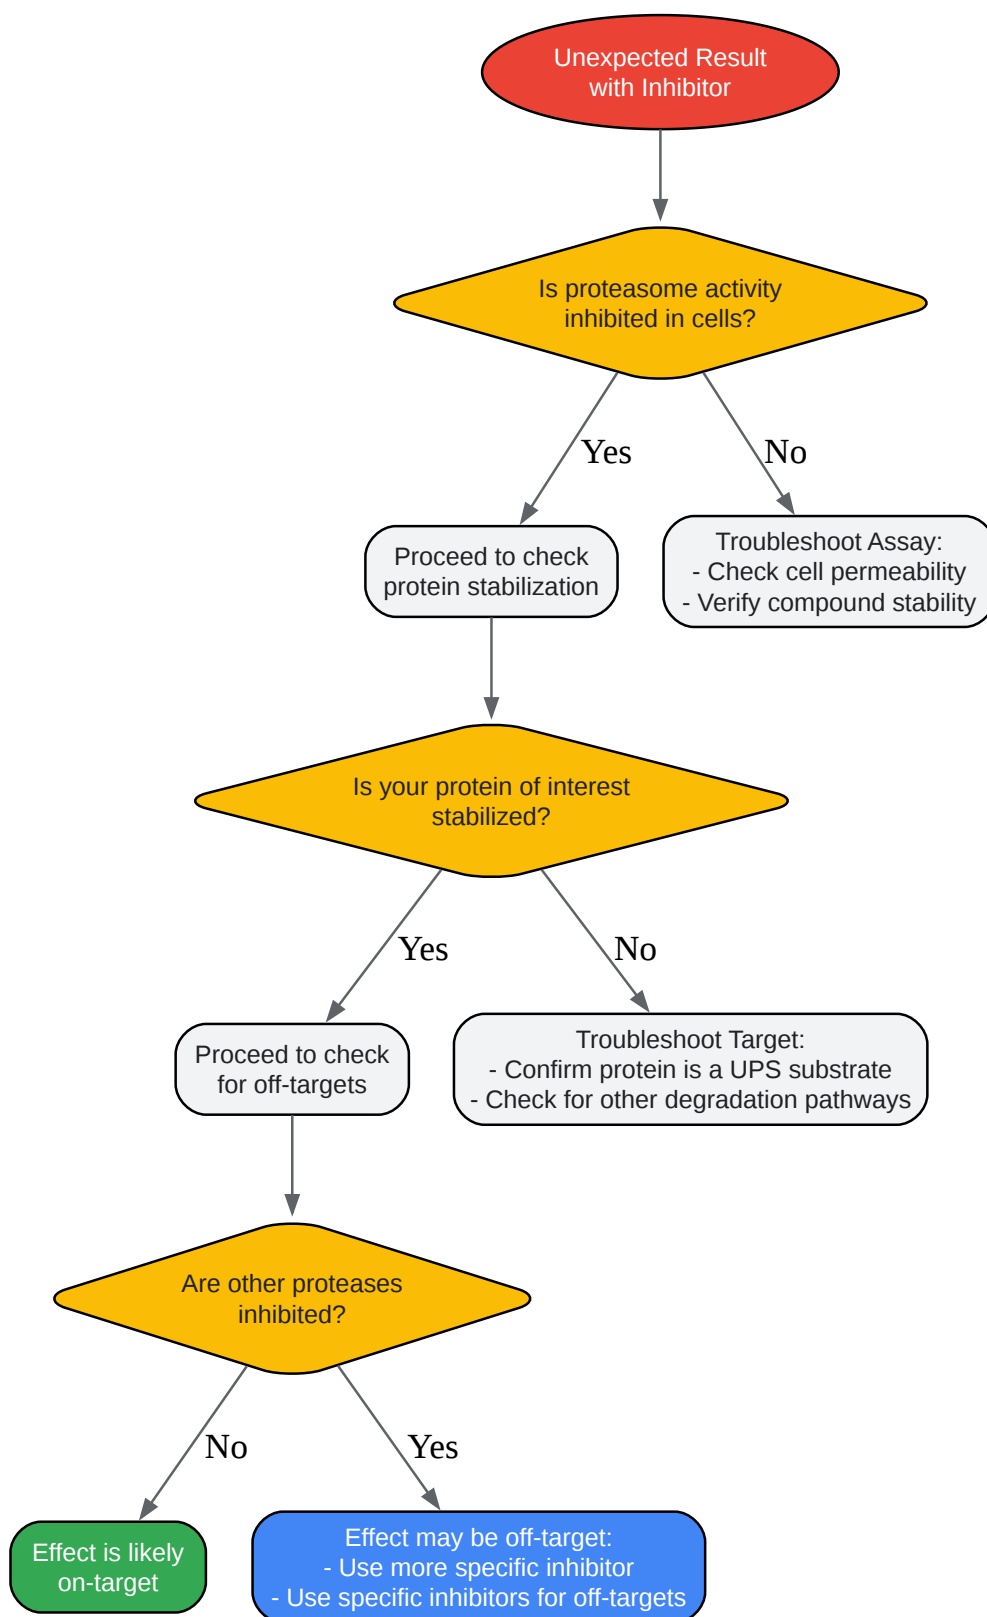 Unexpected Result
with Inhibitor
Is proteasome activity
inhibited in cells?
Yes
No
Proceed to check
protein stabilization
Troubleshoot Assay:
- Check cell permeability
- Verify compound stability
Is your protein of interest
stabilized?
Yes
No
Proceed to check
for off-targets
Troubleshoot Target:
- Confirm protein is a UPS substrate
- Check for other degradation pathways
Are other proteases
inhibited?
No
Yes
Effect is likely
on-target
Effect may be off-target:
- Use more specific inhibitor
- Use specific inhibitors for off-targets